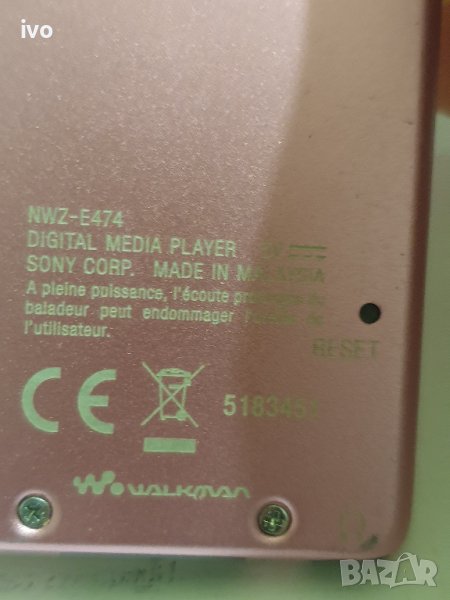 ivo
NWZ-E474
DIGITAL MEDIA PLAYER
SONY CORP. MADE IN MALAYSIA
A pleine puissance, l'écoute prolongée du
baladeur peut endommager l'oreille de
l'utilisateur.
RESET
CE
WALKMAN
BAZAR